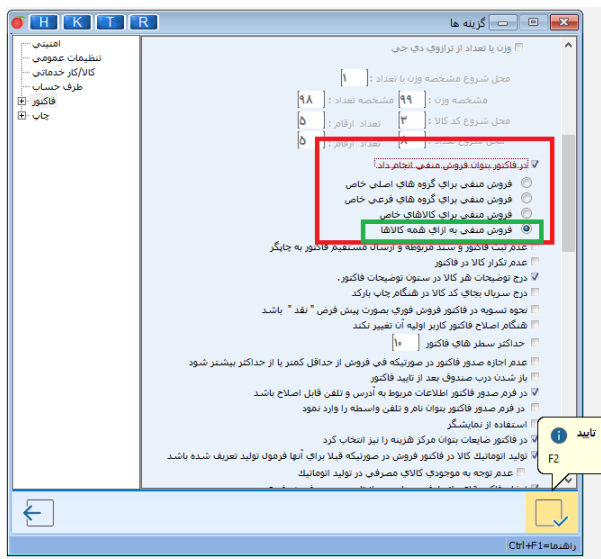 گزینه ها
H K T R
امنیتی
تنظیمات عمومی
کالا/کار خدماتی
طرف حساب
فاکتور
چاپ
وزن یا تعداد از ترازوی دی جی
محل شروع مشخصه وزن یا تعداد : ۱
مشخصه وزن : ۹۹ مشخصه تعداد : ۹۸
محل شروع کد کالا : ۳ تعداد ارقام : ۵
محل شروع تعداد : ۸ تعداد ارقام : ۵
در فاکتور بتوان فروش منفی انجام داد
فروش منفی برای گروه های اصلی خاص
فروش منفی برای گروه های فرعی خاص
فروش منفی برای کالاهای خاص
فروش منفی به ازای همه کالاها
عدم ثبت فاکتور و سند مربوطه و ارسال مستقیم فاکتور به چاپگر
عدم تکرار کالا در فاکتور
درج توضیحات هر کالا در ستون توضیحات فاکتور.
درج سریال بجای کد کالا در هنگام چاپ بارکد
نحوه تسویه در فاکتور فروش فوری بصورت پیش فرض " نقد " باشد
هنگام اصلاح فاکتور کاربر اولیه آن تغییر نکند
حداکثر سطر های فاکتور ۱۰
عدم اجازه صدور فاکتور در صورتیکه فی فروش از حداقل کمتر یا از حداکثر بیشتر شود
باز شدن درب صندوق بعد از تایید فاکتور
در فرم صدور فاکتور اطلاعات مربوط به آدرس و تلفن قابل اصلاح باشد
در فرم صدور فاکتور بتوان نام و تلفن واسطه را وارد نمود
استفاده از نمایشگر
در فاکتور ضایعات بتوان مرکز هزینه را نیز انتخاب کرد
تولید اتوماتیک کالا در فاکتور فروش در صورتیکه قبلا برای آنها فرمول تولید تعریف شده باشد
عدم توجه به موجودی کالای مصرفی در تولید اتوماتیک
تایید
F2
راهنما=Ctrl+F1